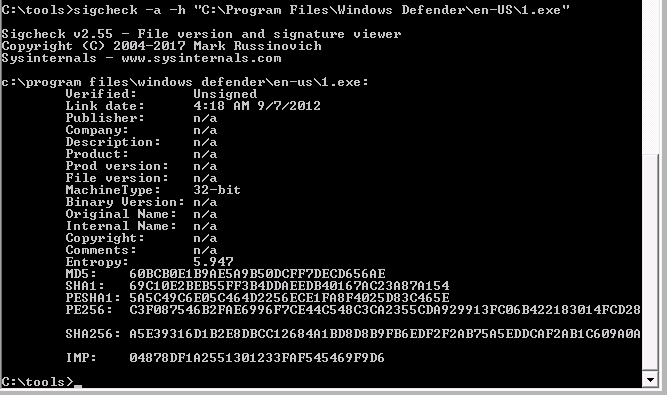 C:\tools>sigcheck -a -h "C:\Program Files\Windows Defender\en-US\1.exe"
Sigcheck v2.55 - File version and signature viewer
Copyright (C) 2004-2017 Mark Russinovich
Sysinternals - www.sysinternals.com
c:\program files\windows defender\en-us\1.exe:
Verified: Unsigned
Link date: 4:18 AM 9/7/2012
Publisher: n/a
Company: n/a
Description: n/a
Product: n/a
Prod version: n/a
File version: n/a
MachineType: 32-bit
Binary Version: n/a
Original Name: n/a
Internal Name: n/a
Copyright: n/a
Comments: n/a
Entropy: 5.947
MD5: 60BCB0E1B9AE5A9B50DCFF7DECD656AE
SHA1: 69C10E2BEB55FF3B4DDAEEDB40167AC23A87A154
PESHA1: 5A5C49C6E05C464D2256ECE1FA8F4025D83C465E
PE256: C3F087546B2FAE6996F7CE44C548C3CA2355CDA929913FC06B422183014FCD28
SHA256: A5E39316D1B2E8DBCC12684A1BD8D8B9FB6EDF2F2AB75A5EDDCAF2AB1C609A0A
IMP: 04878DF1A2551301233FAF545469F9D6
C:\tools>_